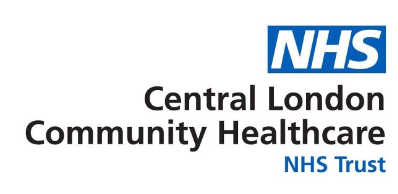 NHS
Central London
Community Healthcare
NHS Trust